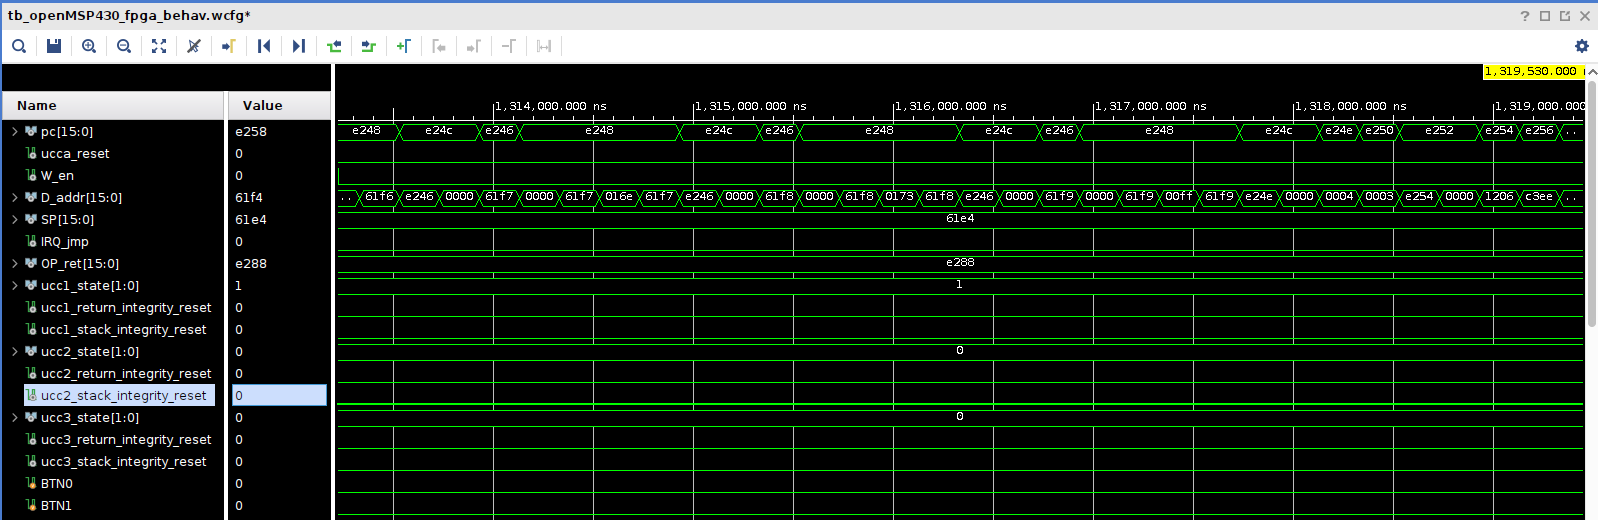 tb_openMSP430_fpga_behav.wcfg*
1,319,530.000
Name Value
1,314,000.000 ns 1,315,000.000 ns 1,316,000.000 ns 1,317,000.000 ns 1,318,000.000 ns 1,319,000.000
pc[15:0] e258 e248 e24c e246 e248 e24c e246 e248 e24c e246 e248 e24c e24e e250 e252 e254 e256 ..
ucca_reset 0
W_en 0
D_addr[15:0] 61f4 .. 61f6 e246 0000 61f7 0000 61f7 016e 61f7 e246 0000 61f8 0000 61f8 0173 61f8 e246 0000 61f9 0000 61f9 00ff 61f9 e24e 0000 0004 0003 e254 0000 1206 c3ee ..
SP[15:0] 61e4 61e4
IRQ_jmp 0
OP_ret[15:0] e288 e288
ucc1_state[1:0] 1 1
ucc1_return_integrity_reset 0
ucc1_stack_integrity_reset 0
ucc2_state[1:0] 0 0
ucc2_return_integrity_reset 0
ucc2_stack_integrity_reset 0
ucc3_state[1:0] 0 0
ucc3_return_integrity_reset 0
ucc3_stack_integrity_reset 0
BTN0 0
BTN1 0